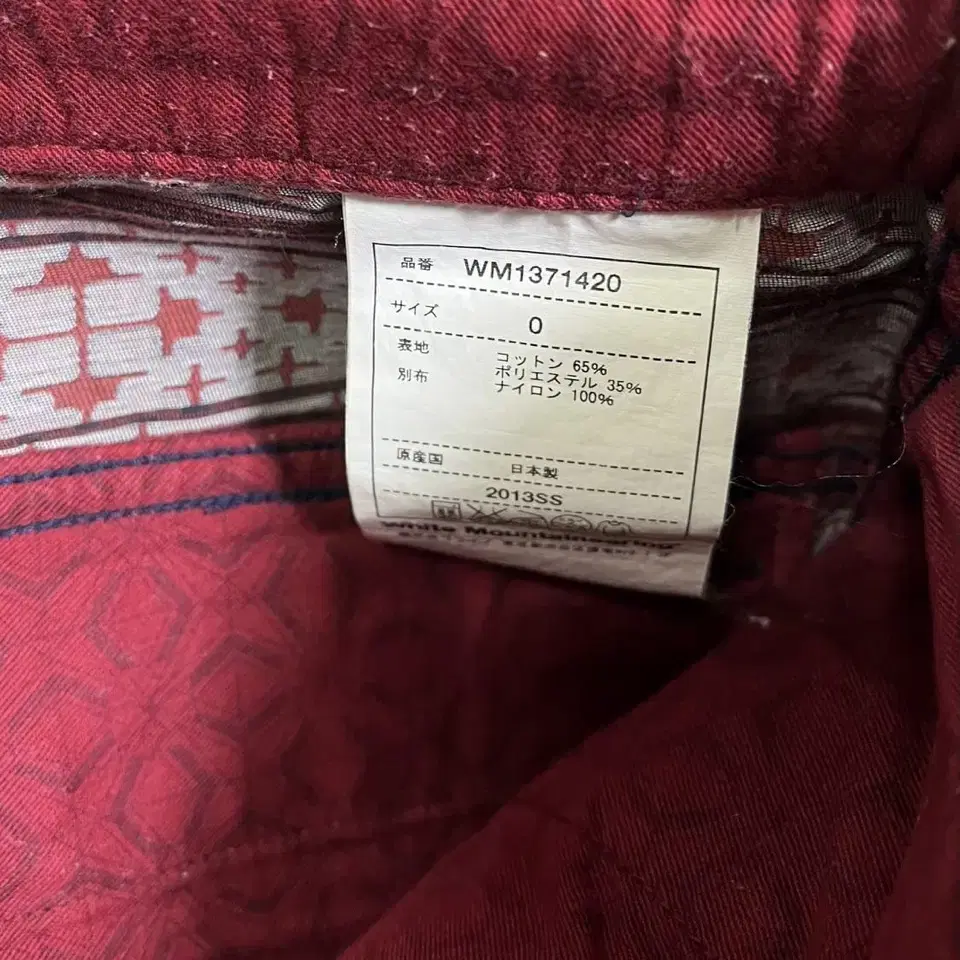 品番 WM1371420
サイズ 0
表地 コットン 65%
ポリエステル 35%
別布 ナイロン 100%
原産国 日本製
2013SS
White Mountaineering